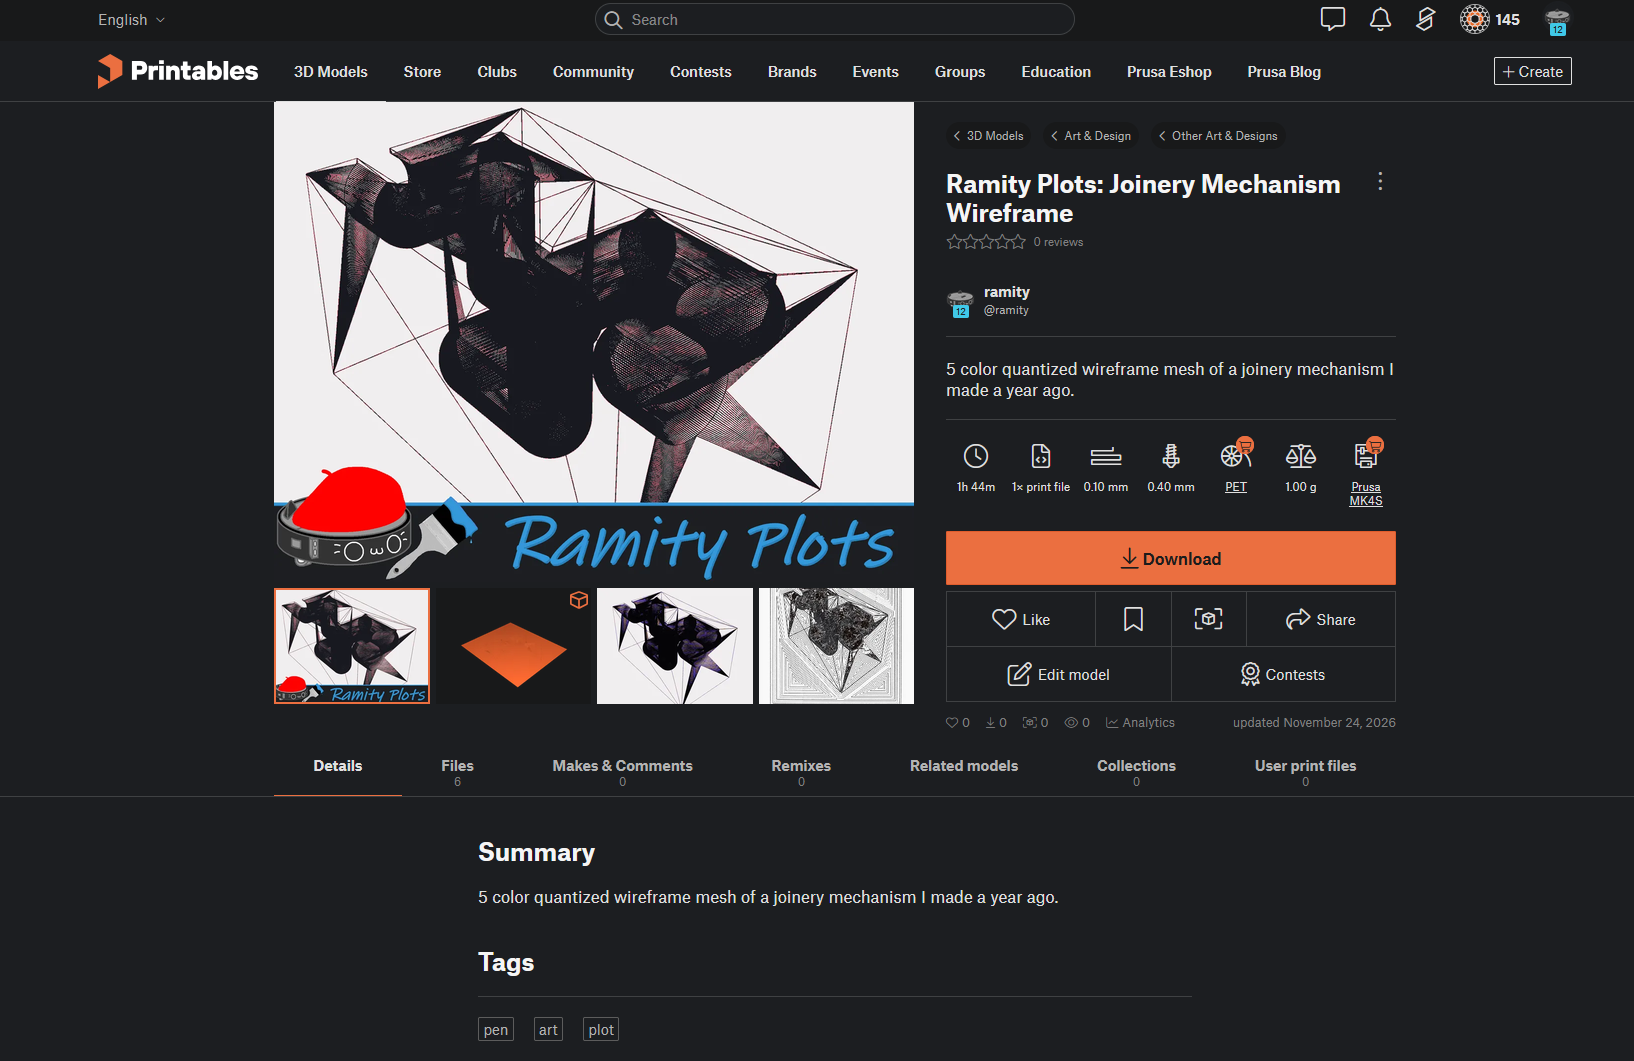 English
Search
145
12
Printables
3D Models
Store
Clubs
Community
Contests
Brands
Events
Groups
Education
Prusa Eshop
Prusa Blog
+ Create
3D Models
Art & Design
Other Art & Designs
Ramity Plots: Joinery Mechanism
Wireframe
0 reviews
ramity
@ramity
12
5 color quantized wireframe mesh of a joinery mechanism I
made a year ago.
1h 44m
1× print file
0.10 mm
0.40 mm
PET
1.00 g
Prusa
MK4S
Download
Like
Share
Edit model
Contests
0
0
0
0
Analytics
updated November 24, 2026
OωO
Ramity Plots
Ramity Plots
Details
Files
6
Makes & Comments
0
Remixes
0
Related models
Collections
0
User print files
0
Summary
5 color quantized wireframe mesh of a joinery mechanism I made a year ago.
Tags
pen
art
plot